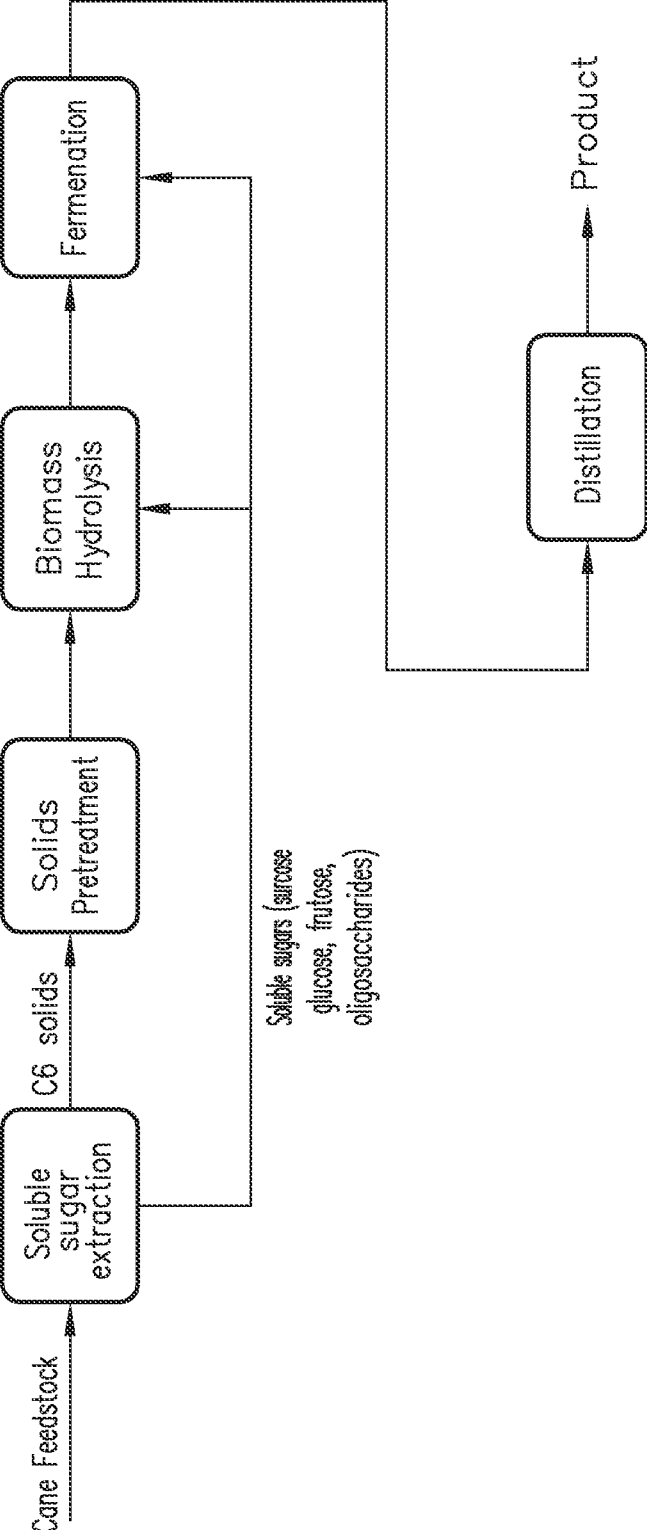 Cane Feedstock
Soluble
sugar
extraction
C6 solids
Solids
Pretreatment
Biomass
Hydrolysis
Fermenation
Soluble sugars (surcose
glucose, frutose,
oligosaccharides)
Distillation
Product